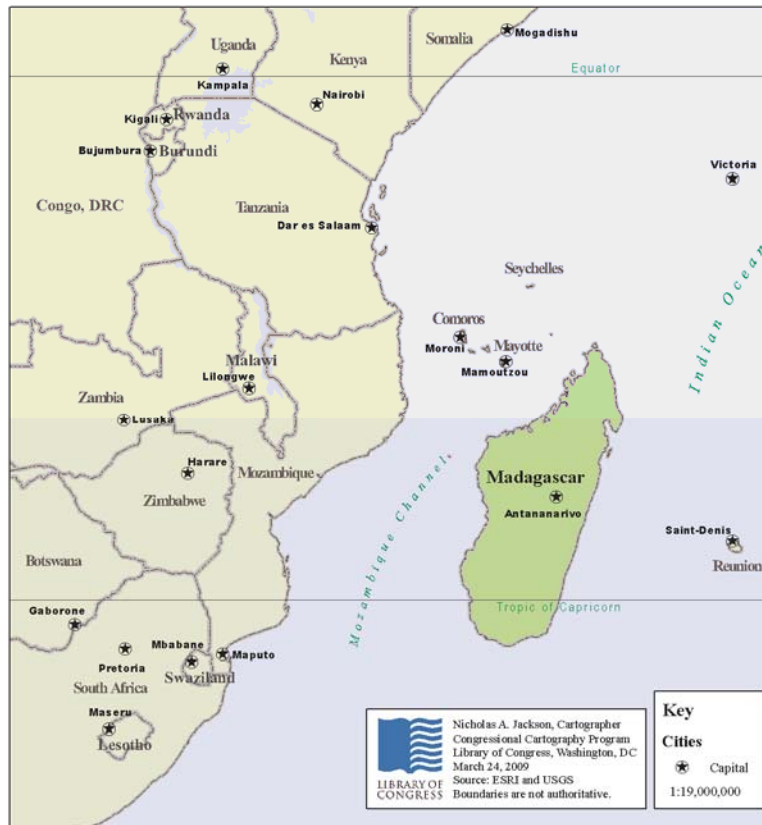 Mogadishu
Somalia
Uganda
Kenya
Equator
Kampala
Nairobi
Kigali
Rwanda
Bujumbura
Burundi
Victoria
Congo, DRC
Tanzania
Dar es Salaam
Seychelles
Indian Ocean
Comoros
Moroni
Mayotte
Mamoutzou
Malawi
Lilongwe
Zambia
Lusaka
Harare
Mozambique
Zimbabwe
Mozambique Channel
Madagascar
Antananarivo
Saint-Denis
Reunion
Botswana
Tropic of Capricorn
Gaborone
Mbabane
Maputo
Pretoria
Swaziland
South Africa
Maseru
Lesotho
LIBRARY OF
CONGRESS
Nicholas A. Jackson, Cartographer
Congressional Cartography Program
Library of Congress, Washington, DC
March 24, 2009
Source: ESRI and USGS
Boundaries are not authoritative.
Key
Cities
Capital
1:19,000,000